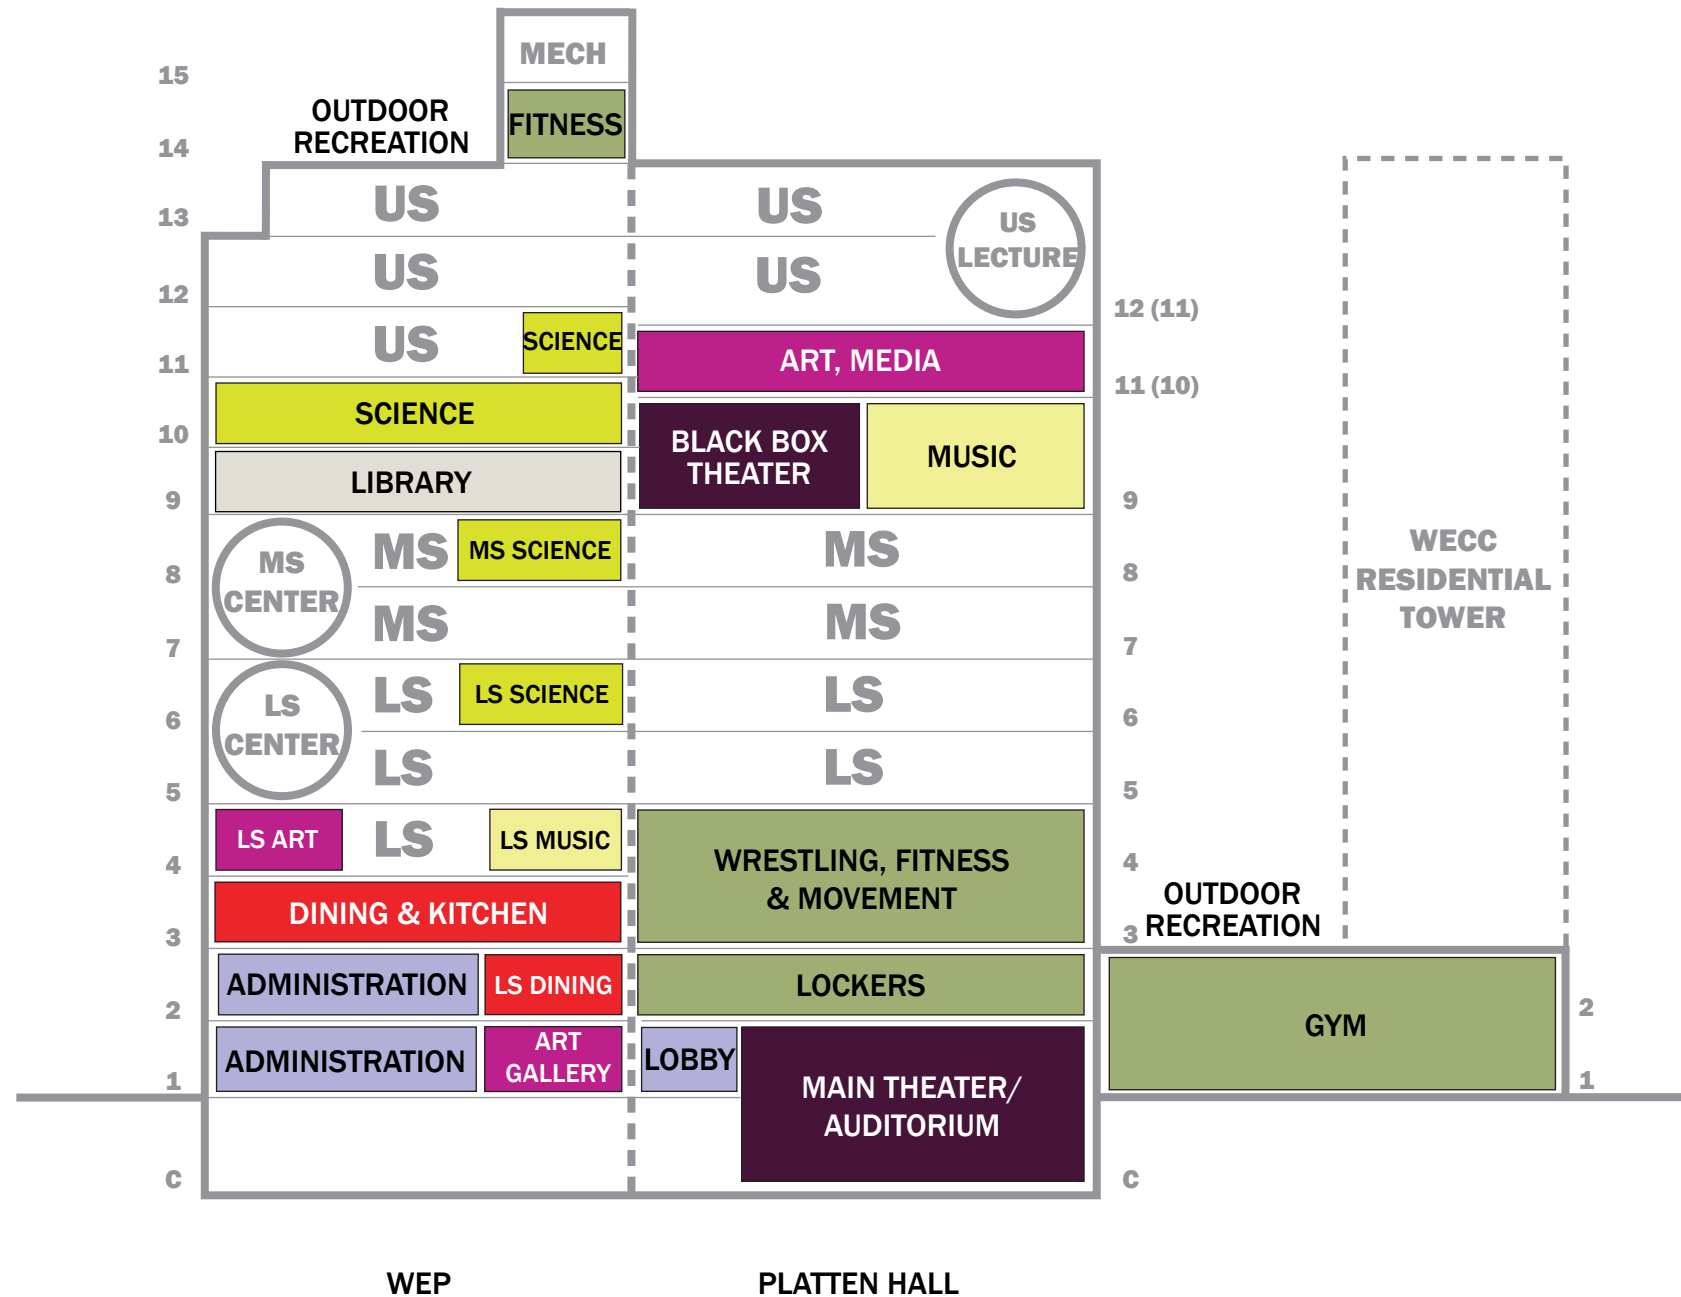 MECH
15
OUTDOOR
RECREATION
FITNESS
14
US
US
US
LECTURE
13
US
US
12
12 (11)
US
SCIENCE
ART, MEDIA
11
11 (10)
SCIENCE
BLACK BOX
THEATER
MUSIC
10
LIBRARY
9
9
MS
CENTER
MS
MS SCIENCE
MS
8
8
MS
MS
7
7
WECC
RESIDENTIAL
TOWER
LS
CENTER
LS
LS SCIENCE
LS
6
6
LS
LS
5
5
LS ART
LS
LS MUSIC
WRESTLING, FITNESS
& MOVEMENT
4
4
DINING & KITCHEN
OUTDOOR
RECREATION
3
3
ADMINISTRATION
LS DINING
LOCKERS
GYM
2
2
ADMINISTRATION
ART
GALLERY
LOBBY
MAIN THEATER/
AUDITORIUM
1
1
C
C
WEP
PLATTEN HALL